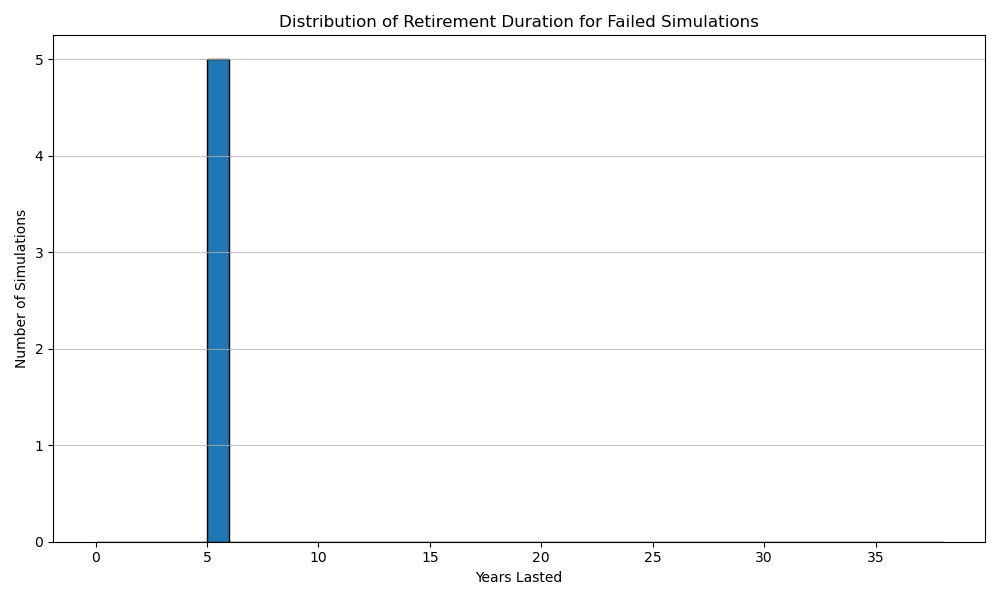 Distribution of Retirement Duration for Failed Simulations
Number of Simulations
5
4
3
2
1
0
0 5 10 15 20 25 30 35
Years Lasted